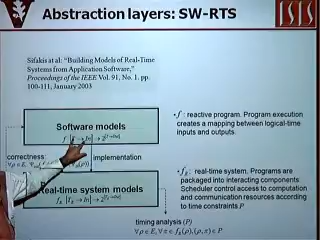 Abstraction layers: SW-RTS
ISIS
Sifakis at al: “Building Models of Real-Time
Systems from Application Software,”
Proceedings of the IEEE Vol. 91, No. 1. pp.
100-111, January 2003
Software models
correctness:
implementation
Real-time system models
• f : reactive program. Program execution
creates a mapping between logical-time
inputs and outputs.
: real-time system. Programs are
packaged into interacting components.
Scheduler control access to computation
and communication resources according
to time constraints P
timing analysis (P)